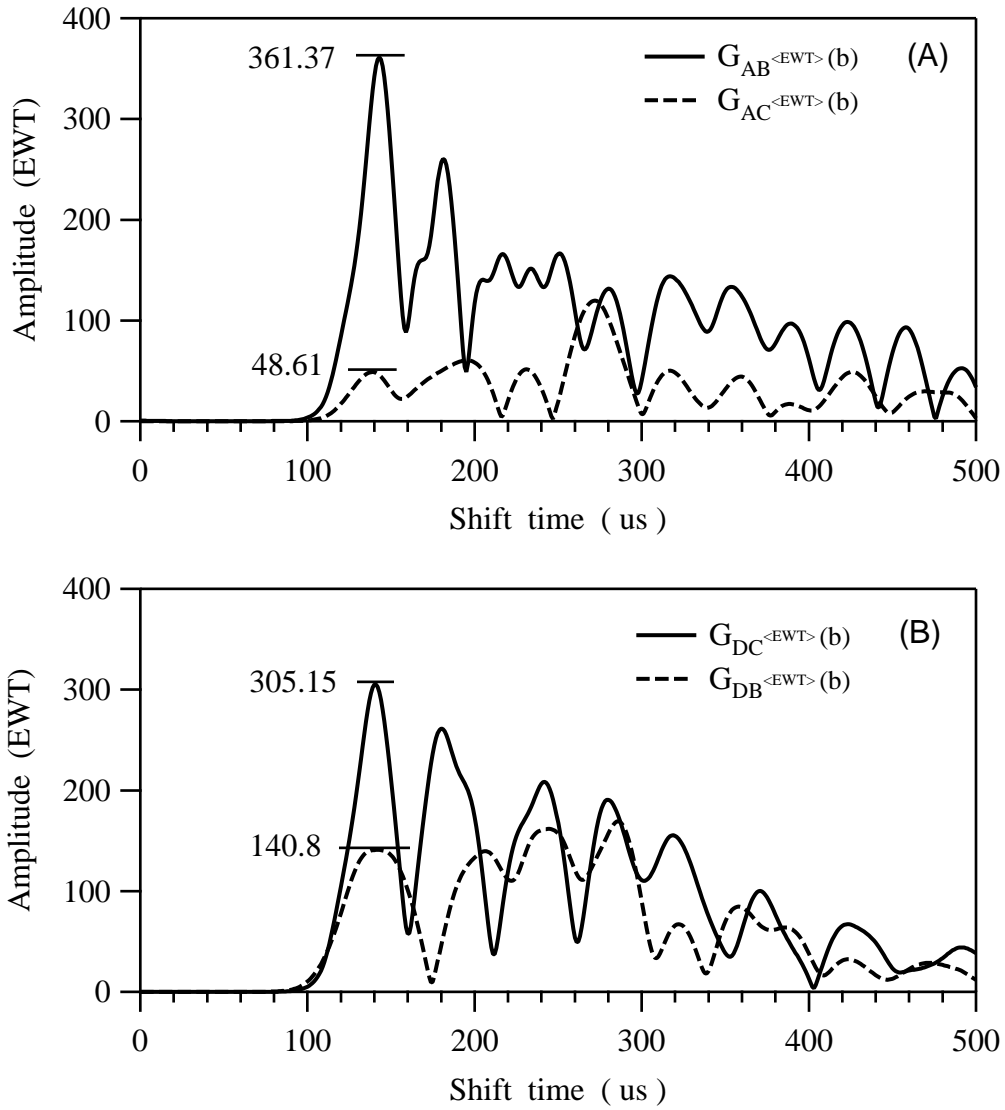 400
300
200
100
0
Amplitude (EWT)
361.37
48.61
G_AB<EWT>(b)
G_AC<EWT>(b)
(A)
0 100 200 300 400 500
Shift time ( us )
400
300
200
100
0
Amplitude (EWT)
305.15
140.8
G_DC<EWT>(b)
G_DB<EWT>(b)
(B)
0 100 200 300 400 500
Shift time ( us )